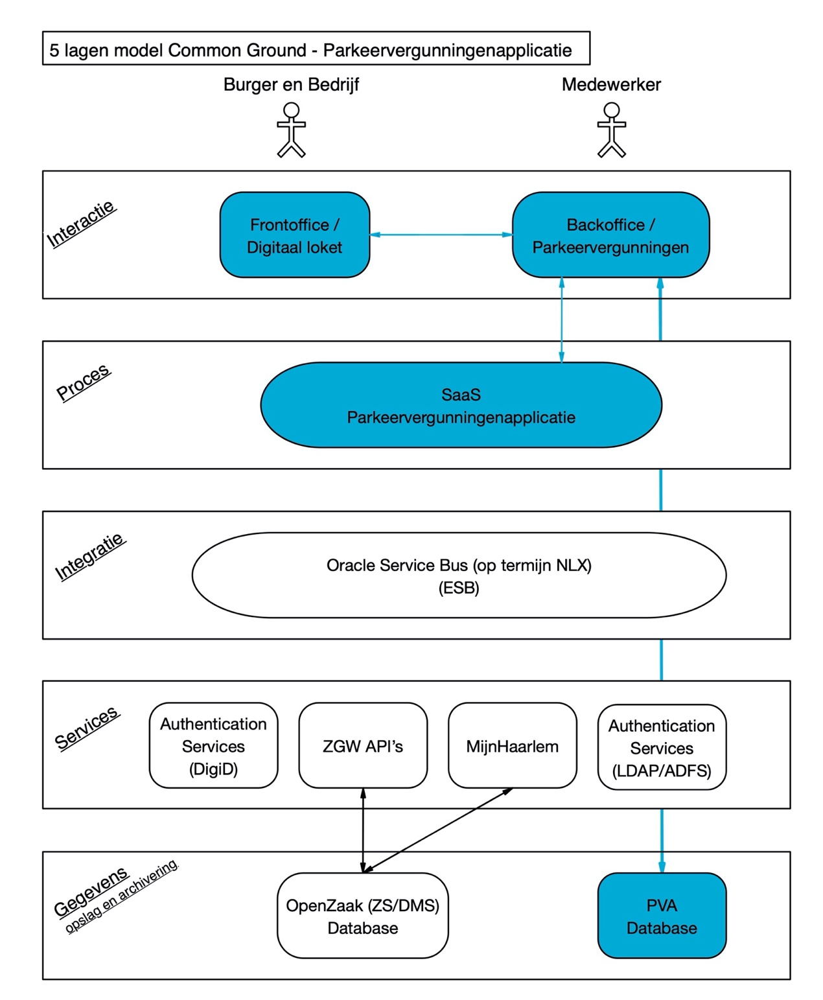 5 lagen model Common Ground - Parkeervergunningenapplicatie
Burger en Bedrijf
Medewerker
Interactie
Frontoffice /
Digitaal loket
Backoffice /
Parkeervergunningen
Proces
SaaS
Parkeervergunningenapplicatie
Integratie
Oracle Service Bus (op termijn NLX)
(ESB)
Services
Authentication
Services
(DigiD)
ZGW API’s
MijnHaarlem
Authentication
Services
(LDAP/ADFS)
Gegevens
opslag en archivering
OpenZaak (ZS/DMS)
Database
PVA
Database